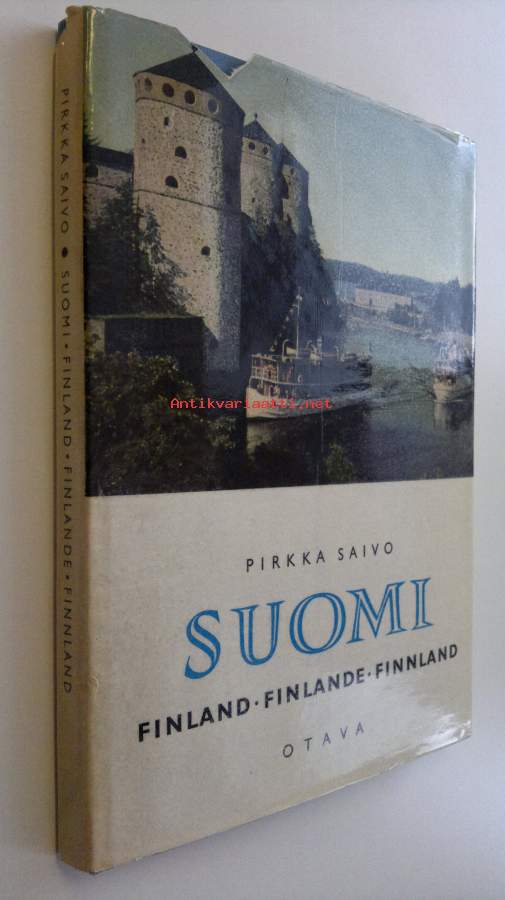 PIRKKA SAIVO • SUOMI · FINLAND · FINLANDE · FINNLAND
Antikvariaatti.net
PIRKKA SAIVO
SUOMI
FINLAND · FINLANDE · FINNLAND
OTAVA